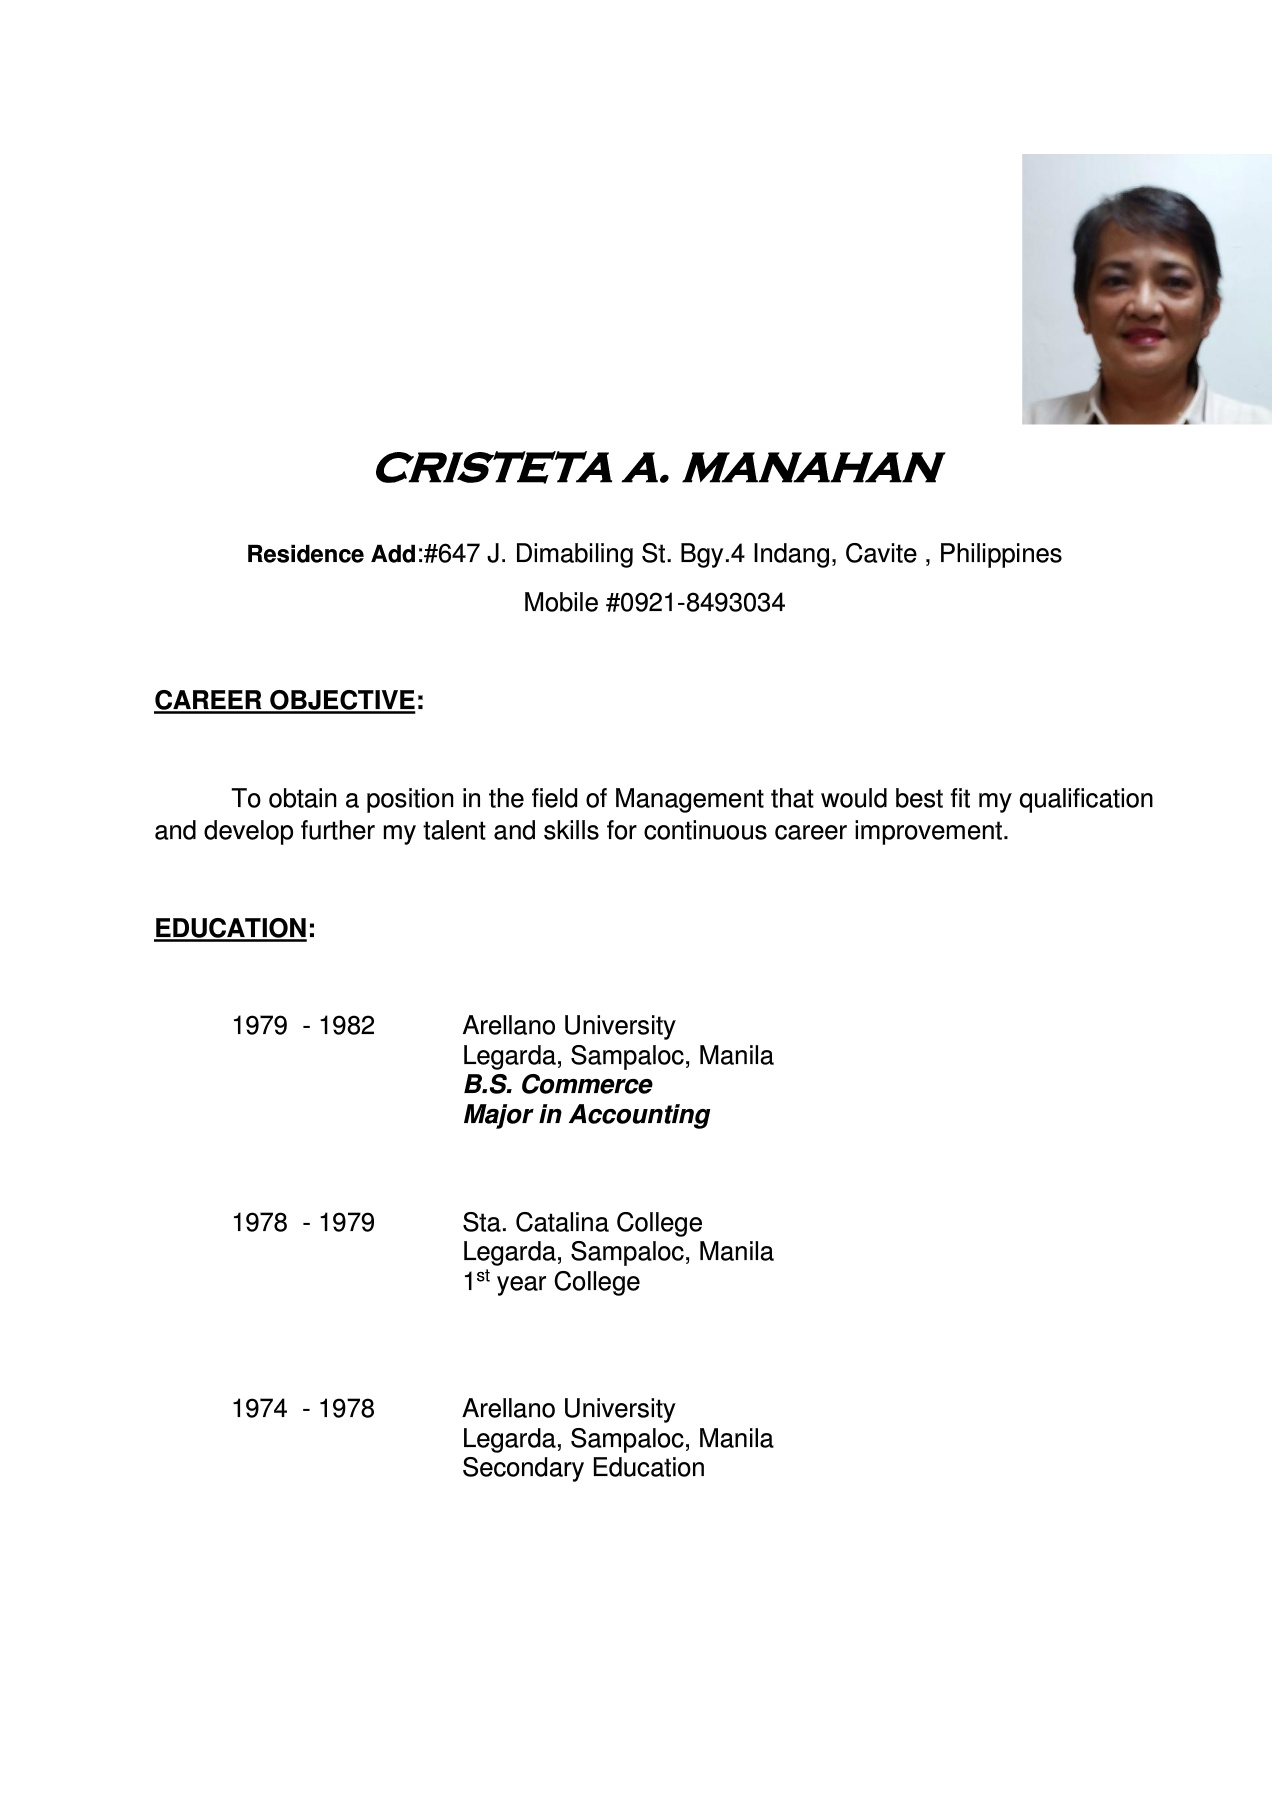 CRISTETA A. MANAHAN
Residence Add:#647 J. Dimabiling St. Bgy.4 Indang, Cavite , Philippines
Mobile #0921-8493034
CAREER OBJECTIVE:
To obtain a position in the field of Management that would best fit my qualification
and develop further my talent and skills for continuous career improvement.
EDUCATION:
1979 - 1982 Arellano University
Legarda, Sampaloc, Manila
B.S. Commerce
Major in Accounting
1978 - 1979 Sta. Catalina College
Legarda, Sampaloc, Manila
1st year College
1974 - 1978 Arellano University
Legarda, Sampaloc, Manila
Secondary Education